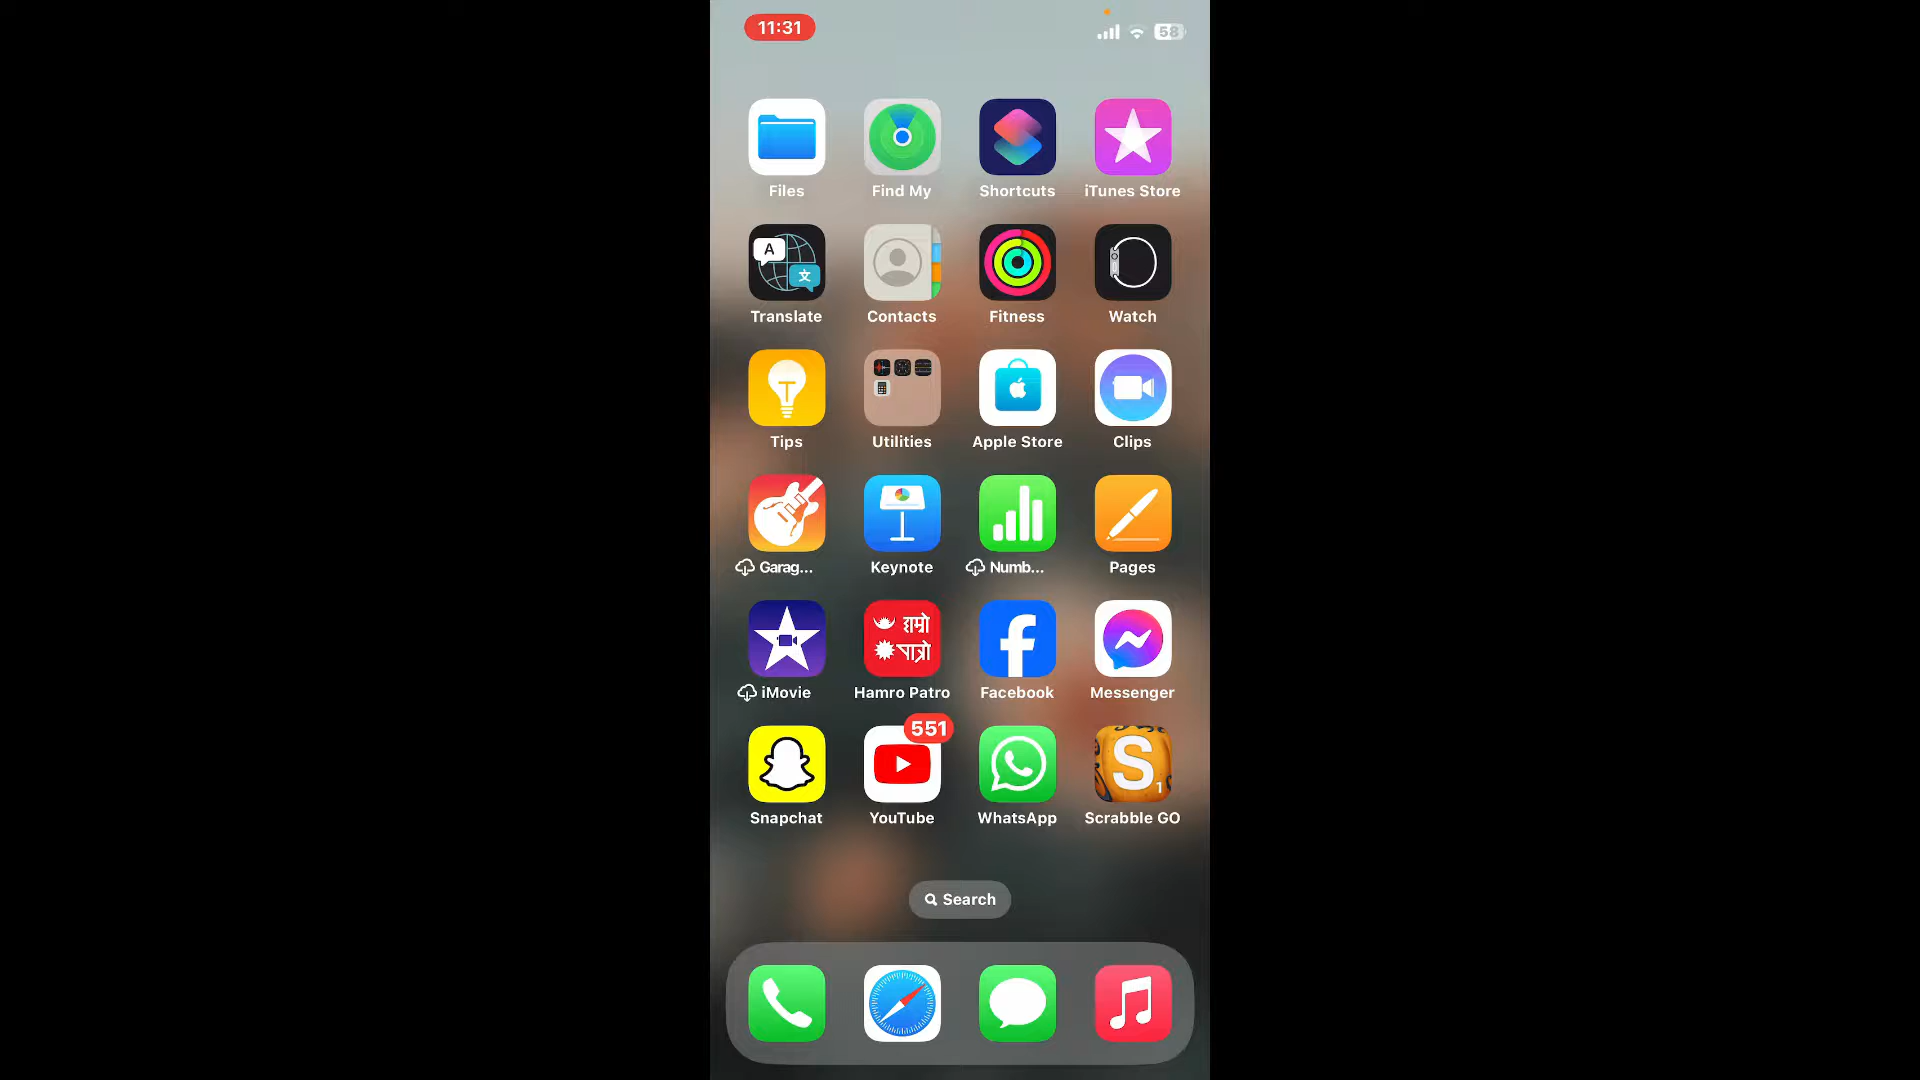 11:31
58
Files Find My Shortcuts iTunes Store
A
文
Translate Contacts Fitness Watch
Tips Utilities Apple Store Clips
Garag... Keynote Numb... Pages
हाम्रो
पात्रो
iMovie Hamro Patro Facebook Messenger
551
S
1
Snapchat YouTube WhatsApp Scrabble GO
Search